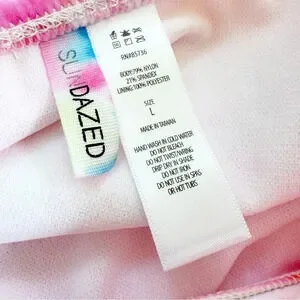 SUNDAZED
RNA85736
BODY:79% NYLON
21% SPANDEX
LINING:100% POLYESTER
SIZE
L
MADE IN TAIWAN
HAND WASH IN COLD WATER
DO NOT BLEACH
DO NOT TWIST/WRING
DRIP DRY IN SHADE
DO NOT IRON
DO NOT USE IN SPAS
OR HOT TUBS